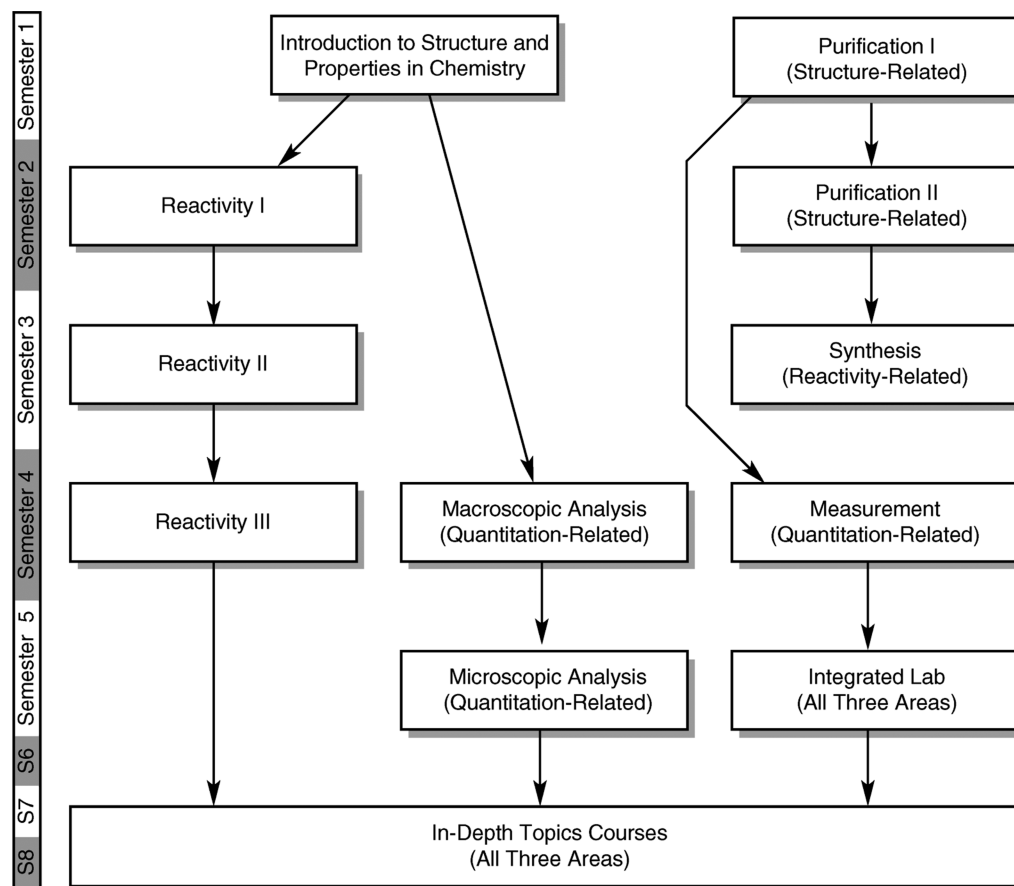 Semester 1
Introduction to Structure and
Properties in Chemistry
Purification I
(Structure-Related)
Semester 2
Reactivity I
Purification II
(Structure-Related)
Semester 3
Reactivity II
Synthesis
(Reactivity-Related)
Semester 4
Reactivity III
Macroscopic Analysis
(Quantitation-Related)
Measurement
(Quantitation-Related)
Semester 5
Microscopic Analysis
(Quantitation-Related)
Integrated Lab
(All Three Areas)
S6
S7
In-Depth Topics Courses
(All Three Areas)
S8